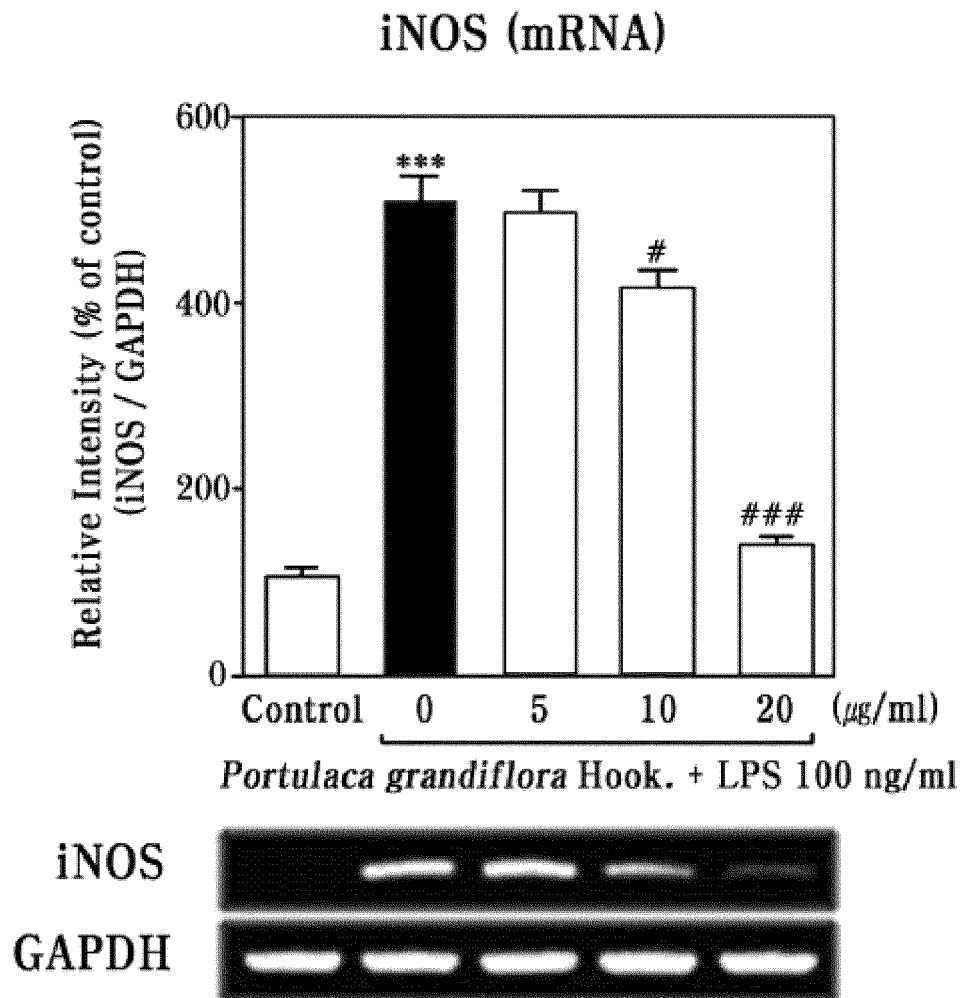 iNOS (mRNA)
Relative Intensity (% of control)
(iNOS / GAPDH)
600
400
200
0
***
#
###
Control 0 5 10 20 (μg/ml)
Portulaca grandiflora Hook. + LPS 100 ng/ml
iNOS
GAPDH